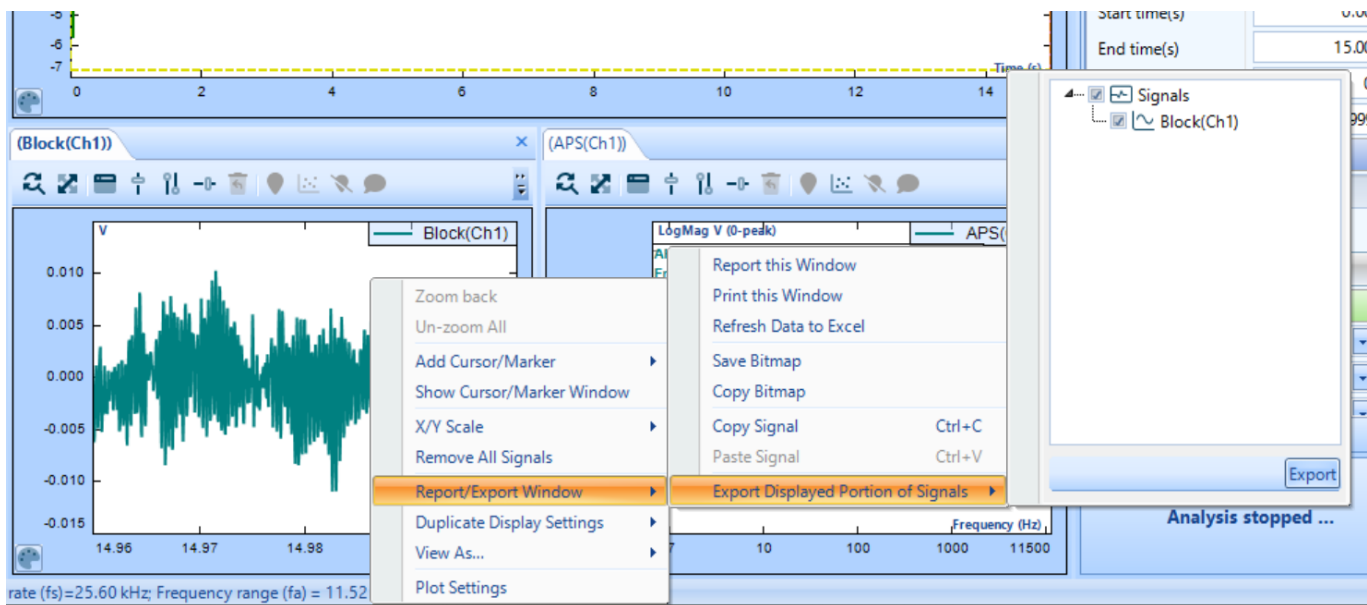 -5
-6
-7
Time (s)
0 2 4 6 8 10 12 14
Start time(s)
End time(s) 15.00
Signals
Block(Ch1)
Export
(Block(Ch1))
(APS(Ch1))
V
Block(Ch1)
0.010
0.005
0.000
-0.005
-0.010
-0.015
14.96 14.97 14.98
LogMag V (0-peak)
APS(
Frequency (Hz)
10 100 1000 11500
Zoom back
Un-zoom All
Add Cursor/Marker
Show Cursor/Marker Window
X/Y Scale
Remove All Signals
Report/Export Window
Duplicate Display Settings
View As...
Plot Settings
Report this Window
Print this Window
Refresh Data to Excel
Save Bitmap
Copy Bitmap
Copy Signal Ctrl+C
Paste Signal Ctrl+V
Export Displayed Portion of Signals
Analysis stopped ...
rate (fs)=25.60 kHz; Frequency range (fa) = 11.52